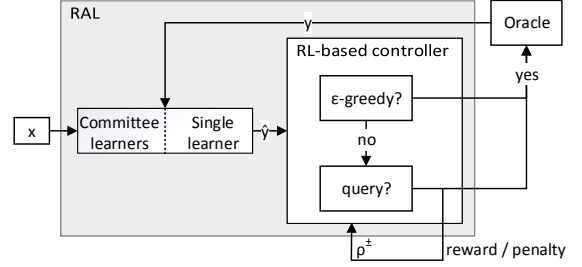 RAL
y
Oracle
RL-based controller
yes
ε-greedy?
x
Committee
learners
Single
learner
ŷ
no
query?
ρ±
reward / penalty